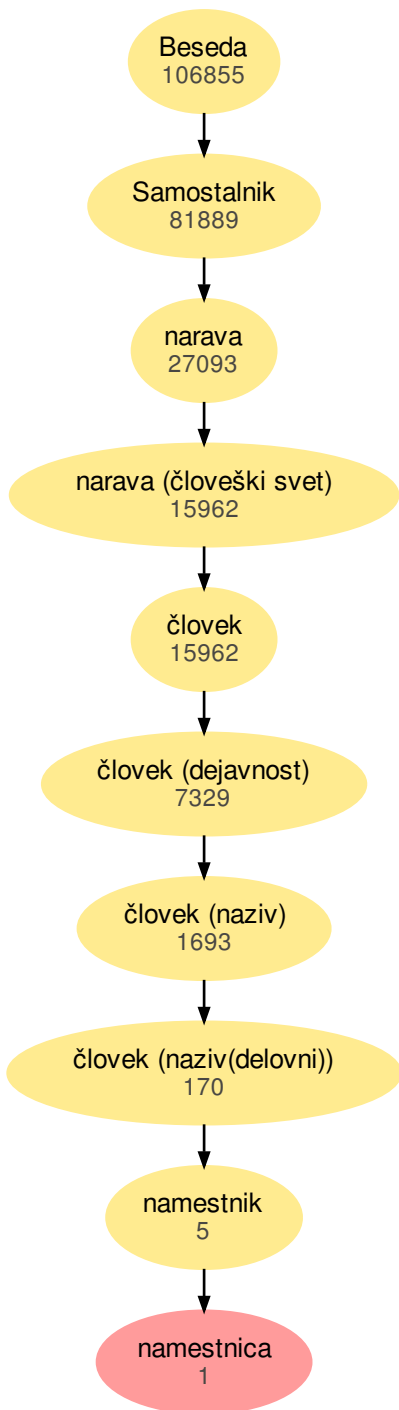 Beseda
106855
Samostalnik
81889
narava
27093
narava (človeški svet)
15962
človek
15962
človek (dejavnost)
7329
človek (naziv)
1693
človek (naziv(delovni))
170
namestnik
5
namestnica
1